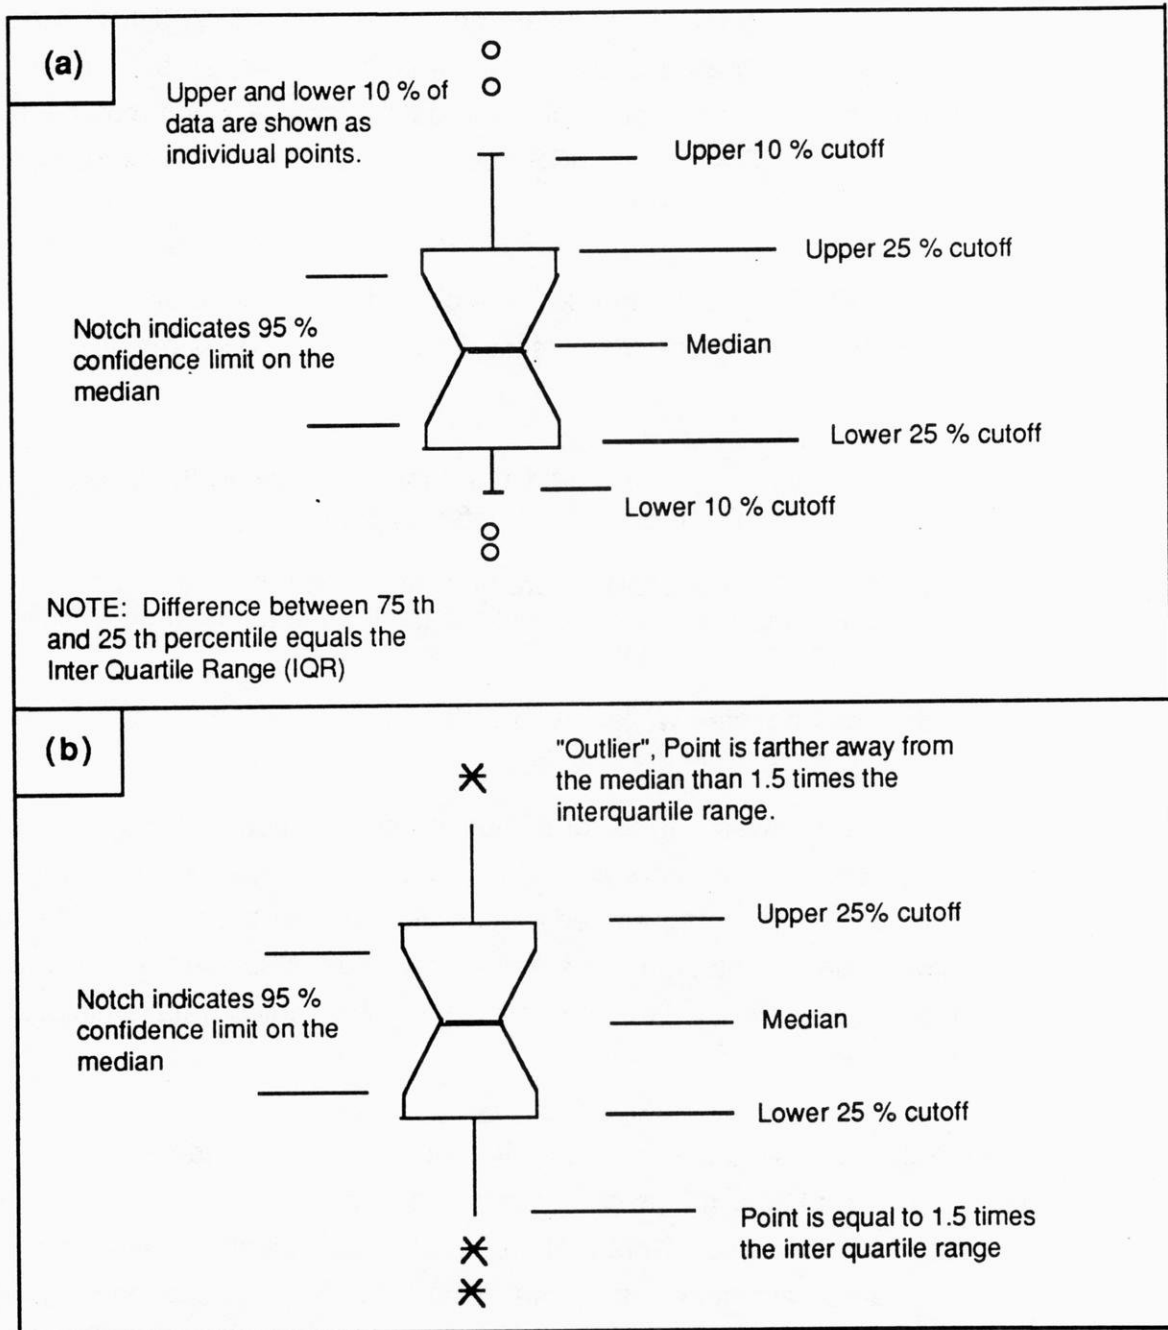 (a)
Upper and lower 10 % of
data are shown as
individual points.
Upper 10 % cutoff
Upper 25 % cutoff
Notch indicates 95 %
confidence limit on the
median
Median
Lower 25 % cutoff
Lower 10 % cutoff
NOTE: Difference between 75 th
and 25 th percentile equals the
Inter Quartile Range (IQR)
(b)
"Outlier", Point is farther away from
the median than 1.5 times the
interquartile range.
Upper 25% cutoff
Notch indicates 95 %
confidence limit on the
median
Median
Lower 25 % cutoff
Point is equal to 1.5 times
the inter quartile range